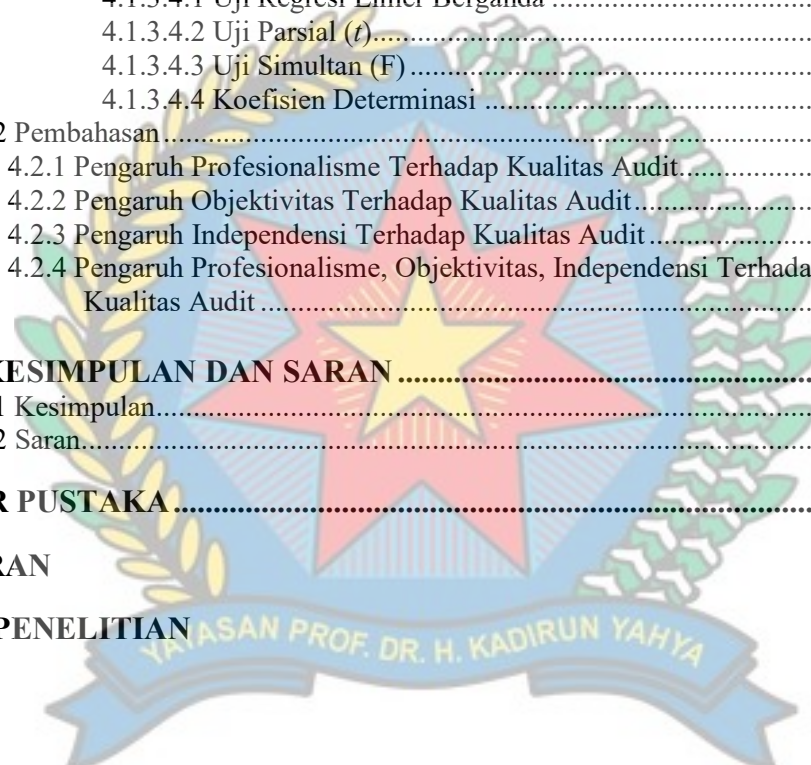 4.1.3.4.1 Uji Regresi Linier Berganda ....................................
4.1.3.4.2 Uji Parsial (t)..............................................................
4.1.3.4.3 Uji Simultan (F) .........................................................
4.1.3.4.4 Koefisien Determinasi ..............................................
2 Pembahasan .......................................................................................
4.2.1 Pengaruh Profesionalisme Terhadap Kualitas Audit...................
4.2.2 Pengaruh Objektivitas Terhadap Kualitas Audit.........................
4.2.3 Pengaruh Independensi Terhadap Kualitas Audit.......................
4.2.4 Pengaruh Profesionalisme, Objektivitas, Independensi Terhada
Kualitas Audit ............................................................................
KESIMPULAN DAN SARAN ........................................................
1 Kesimpulan........................................................................................
2 Saran..................................................................................................
R PUSTAKA ......................................................................................
RAN
PENELITIAN
YAYASAN PROF. DR. H. KADIRUN YAHYA